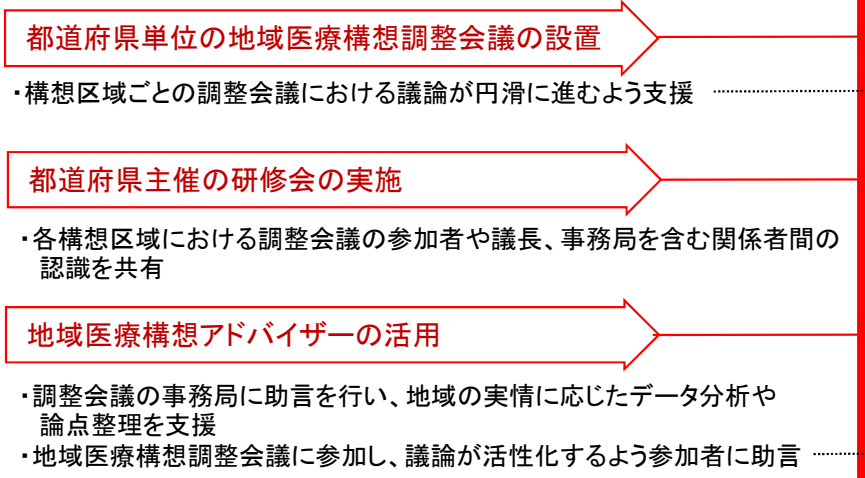 都道府県単位の地域医療構想調整会議の設置
・構想区域ごとの調整会議における議論が円滑に進むよう支援
都道府県主催の研修会の実施
・各構想区域における調整会議の参加者や議長、事務局を含む関係者間の
認識を共有
地域医療構想アドバイザーの活用
・調整会議の事務局に助言を行い、地域の実情に応じたデータ分析や
論点整理を支援
・地域医療構想調整会議に参加し、議論が活性化するよう参加者に助言